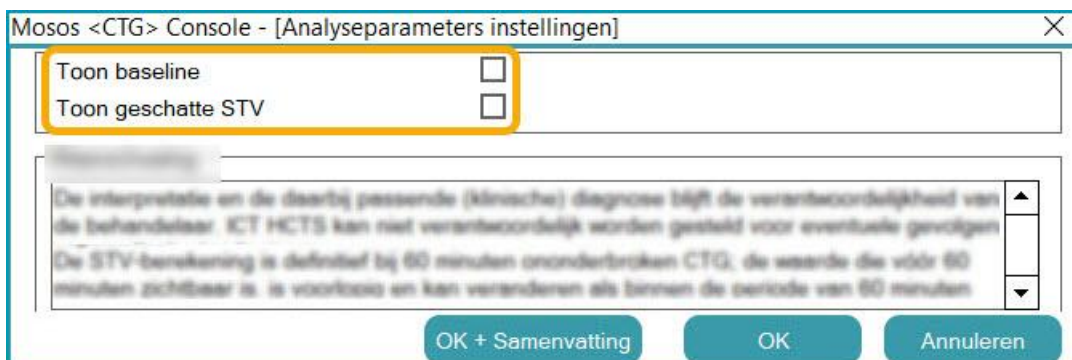 Mosos <CTG> Console - [Analyseparameters instellingen]
Toon baseline
Toon geschatte STV
De interpretatie en de daarbij passende (klinische) diagnose blijft de verantwoordelijkheid van
de behandelaar. ICT HCTS kan niet verantwoordelijk worden gesteld voor eventuele gevolgen
De STV-berekening is definitief bij 60 minuten ononderbroken CTG; de waarde die vóór 60
minuten zichtbaar is, is voorlopig en kan veranderen als binnen de periode van 60 minuten
OK + Samenvatting
OK
Annuleren